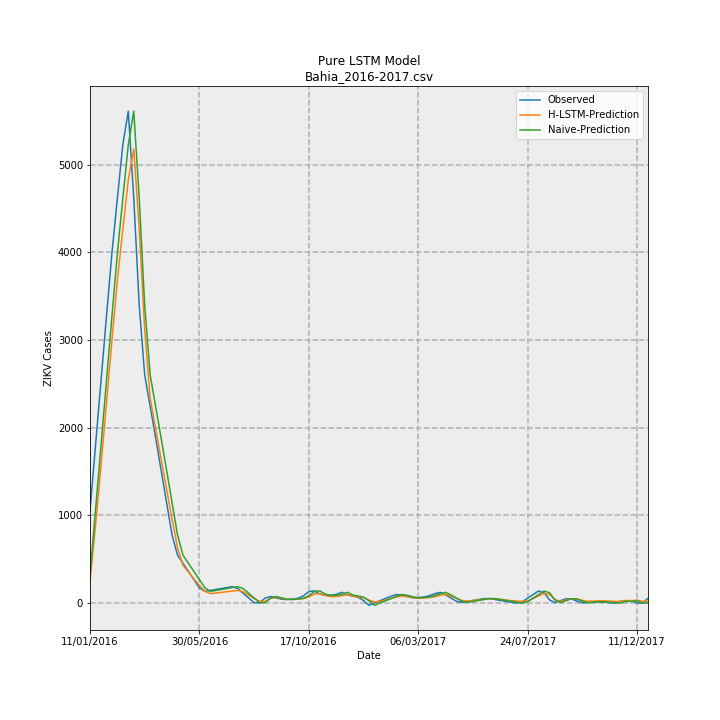 Pure LSTM Model
Bahia_2016-2017.csv
Observed
H-LSTM-Prediction
Naive-Prediction
5000
4000
3000
2000
1000
0
ZIKV Cases
11/01/2016 30/05/2016 17/10/2016 06/03/2017 24/07/2017 11/12/2017
Date